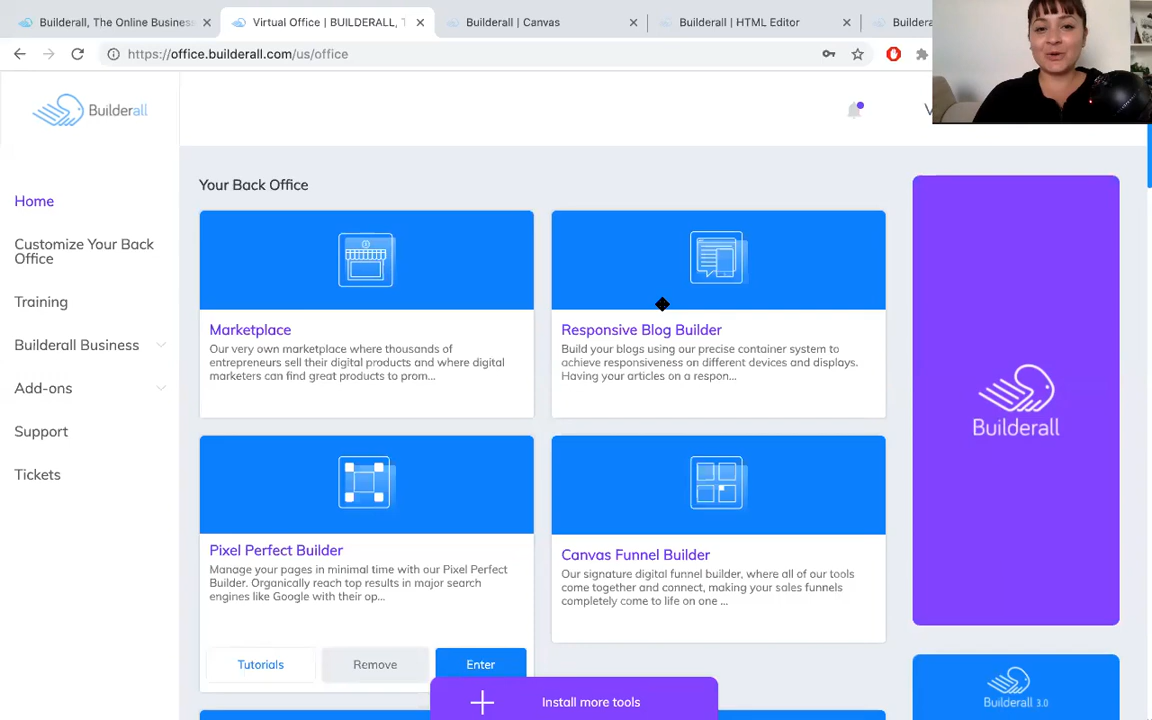 Builderall, The Online Business
Virtual Office | BUILDERALL, T
Builderall | Canvas
Builderall | HTML Editor
Builderal
https://office.builderall.com/us/office
Builderall
Home
Customize Your Back
Office
Training
Builderall Business
Add-ons
Support
Tickets
Your Back Office
Marketplace
Our very own marketplace where thousands of
entrepreneurs sell their digital products and where digital
marketers can find great products to prom...
Responsive Blog Builder
Build your blogs using our precise container system to
achieve responsiveness on different devices and displays.
Having your articles on a respon...
Pixel Perfect Builder
Manage your pages in minimal time with our Pixel Perfect
Builder. Organically reach top results in major search
engines like Google with their op...
Tutorials
Remove
Enter
Canvas Funnel Builder
Our signature digital funnel builder, where all of our tools
come together and connect, making your sales funnels
completely come to life on one ...
Install more tools
Builderall
Builderall 3.0